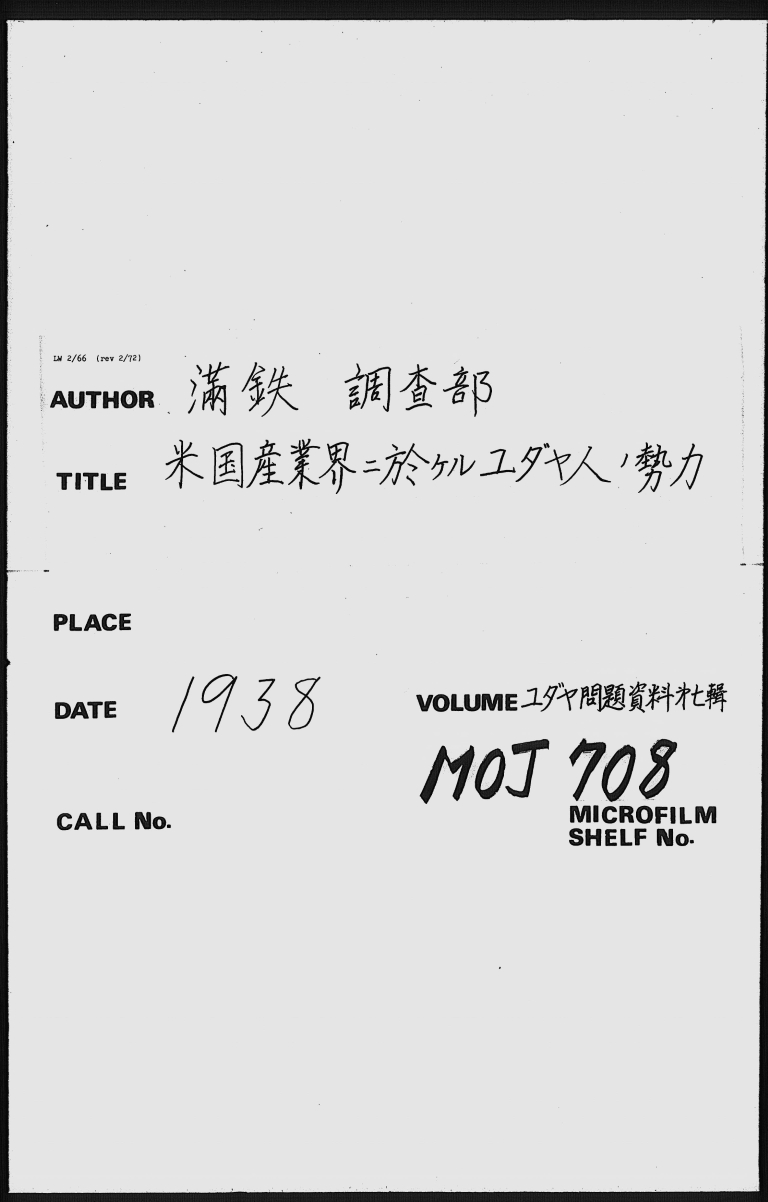 LW 2/66 (rev 2/72)
AUTHOR 満鉄 調査部
TITLE 米国産業界ニ於ケルユダヤ人ノ勢力
PLACE
DATE 1938
VOLUME ユダヤ問題資料㐧七輯
MOJ 708
CALL No.
MICROFILM
SHELF No.